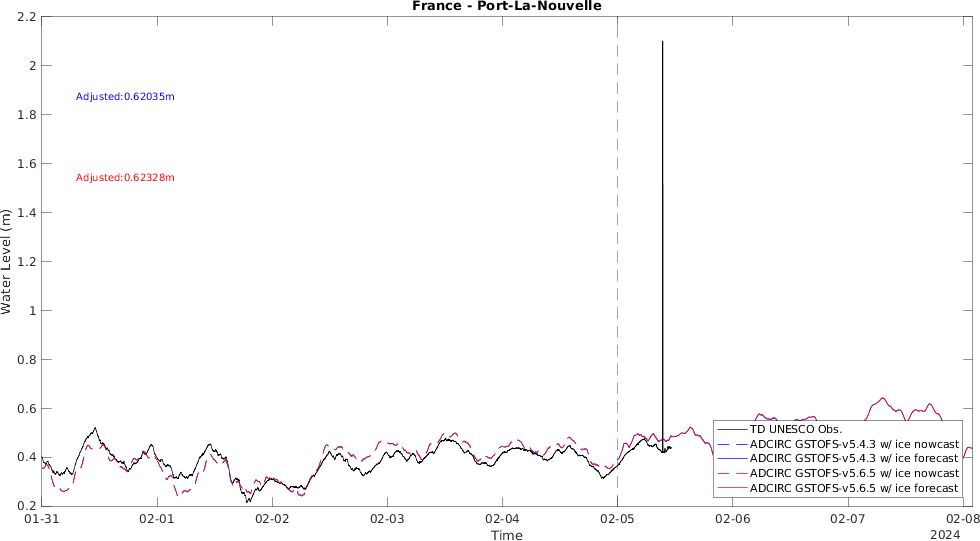 France - Port-La-Nouvelle
2.2
2
1.8
1.6
1.4
1.2
1
0.8
0.6
0.4
0.2
Water Level (m)
Adjusted:0.62035m
Adjusted:0.62328m
TD UNESCO Obs.
ADCIRC GSTOFS-v5.4.3 w/ ice nowcast
ADCIRC GSTOFS-v5.4.3 w/ ice forecast
ADCIRC GSTOFS-v5.6.5 w/ ice nowcast
ADCIRC GSTOFS-v5.6.5 w/ ice forecast
01-31 02-01 02-02 02-03 02-04 02-05 02-06 02-07 02-08
Time
2024